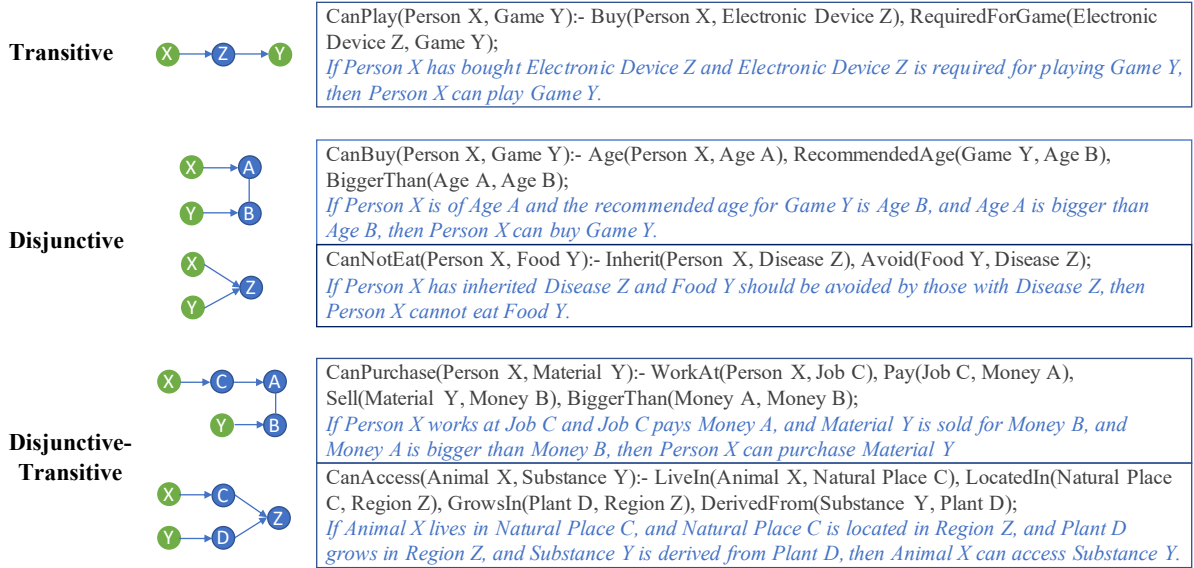 Transitive
X Z Y
CanPlay(Person X, Game Y):- Buy(Person X, Electronic Device Z), RequiredForGame(Electronic
Device Z, Game Y);
If Person X has bought Electronic Device Z and Electronic Device Z is required for playing Game Y,
then Person X can play Game Y.
Disjunctive
X A
Y B
CanBuy(Person X, Game Y):- Age(Person X, Age A), RecommendedAge(Game Y, Age B),
BiggerThan(Age A, Age B);
If Person X is of Age A and the recommended age for Game Y is Age B, and Age A is bigger than
Age B, then Person X can buy Game Y.
X
Z
Y
CanNotEat(Person X, Food Y):- Inherit(Person X, Disease Z), Avoid(Food Y, Disease Z);
If Person X has inherited Disease Z and Food Y should be avoided by those with Disease Z, then
Person X cannot eat Food Y.
Disjunctive-
Transitive
X C A
Y B
CanPurchase(Person X, Material Y):- WorkAt(Person X, Job C), Pay(Job C, Money A),
Sell(Material Y, Money B), BiggerThan(Money A, Money B);
If Person X works at Job C and Job C pays Money A, and Material Y is sold for Money B, and
Money A is bigger than Money B, then Person X can purchase Material Y
X C
Z
Y D
CanAccess(Animal X, Substance Y):- LiveIn(Animal X, Natural Place C), LocatedIn(Natural Place
C, Region Z), GrowsIn(Plant D, Region Z), DerivedFrom(Substance Y, Plant D);
If Animal X lives in Natural Place C, and Natural Place C is located in Region Z, and Plant D
grows in Region Z, and Substance Y is derived from Plant D, then Animal X can access Substance Y.